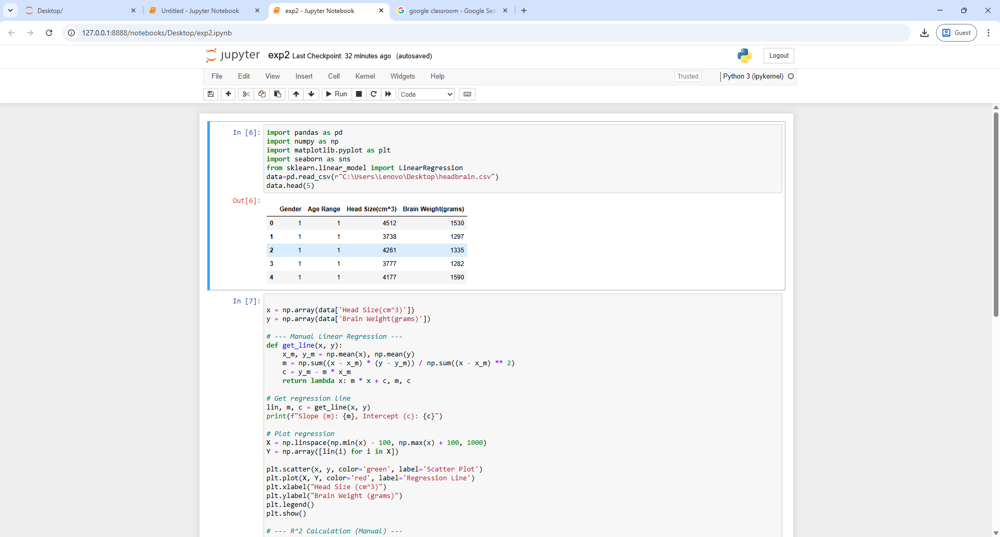 Desktop/
Untitled - Jupyter Notebook
exp2 - Jupyter Notebook
google classroom - Google Sea
127.0.0.1:8888/notebooks/Desktop/exp2.ipynb
Guest
jupyter exp2 Last Checkpoint: 32 minutes ago (autosaved)
Logout
File Edit View Insert Cell Kernel Widgets Help
Trusted
Python 3 (ipykernel)
Run
Code
In [6]:
import pandas as pd
import numpy as np
import matplotlib.pyplot as plt
import seaborn as sns
from sklearn.linear_model import LinearRegression
data=pd.read_csv(r"C:\Users\Lenovo\Desktop\headbrain.csv")
data.head(5)
Out[6]:
Gender Age Range Head Size(cm^3) Brain Weight(grams)
0 1 1 4512 1530
1 1 1 3738 1297
2 1 1 4261 1335
3 1 1 3777 1282
4 1 1 4177 1590
In [7]:
x = np.array(data['Head Size(cm^3)'])
y = np.array(data['Brain Weight(grams)'])
# --- Manual Linear Regression ---
def get_line(x, y):
    x_m, y_m = np.mean(x), np.mean(y)
    m = np.sum((x - x_m) * (y - y_m)) / np.sum((x - x_m) ** 2)
    c = y_m - m * x_m
    return lambda x: m * x + c, m, c
# Get regression line
lin, m, c = get_line(x, y)
print(f"Slope (m): {m}, Intercept (c): {c}")
# Plot regression
X = np.linspace(np.min(x) - 100, np.max(x) + 100, 1000)
Y = np.array([lin(i) for i in X])
plt.scatter(x, y, color='green', label='Scatter Plot')
plt.plot(X, Y, color='red', label='Regression Line')
plt.xlabel("Head Size (cm^3)")
plt.ylabel("Brain Weight (grams)")
plt.legend()
plt.show()
# --- R^2 Calculation (Manual) ---